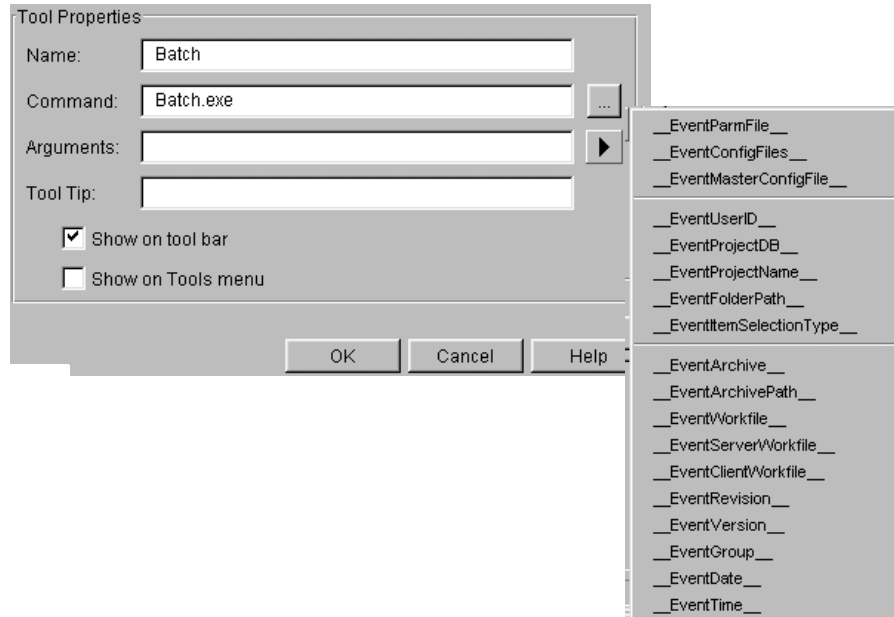 Tool Properties
Name: Batch
Command: Batch.exe ...
Arguments:
Tool Tip:
Show on tool bar
Show on Tools menu
OK Cancel Help
__EventParmFile__
__EventConfigFiles__
__EventMasterConfigFile__
__EventUserID__
__EventProjectDB__
__EventProjectName__
__EventFolderPath__
__EventItemSelectionType__
__EventArchive__
__EventArchivePath__
__EventWorkfile__
__EventServerWorkfile__
__EventClientWorkfile__
__EventRevision__
__EventVersion__
__EventGroup__
__EventDate__
__EventTime__